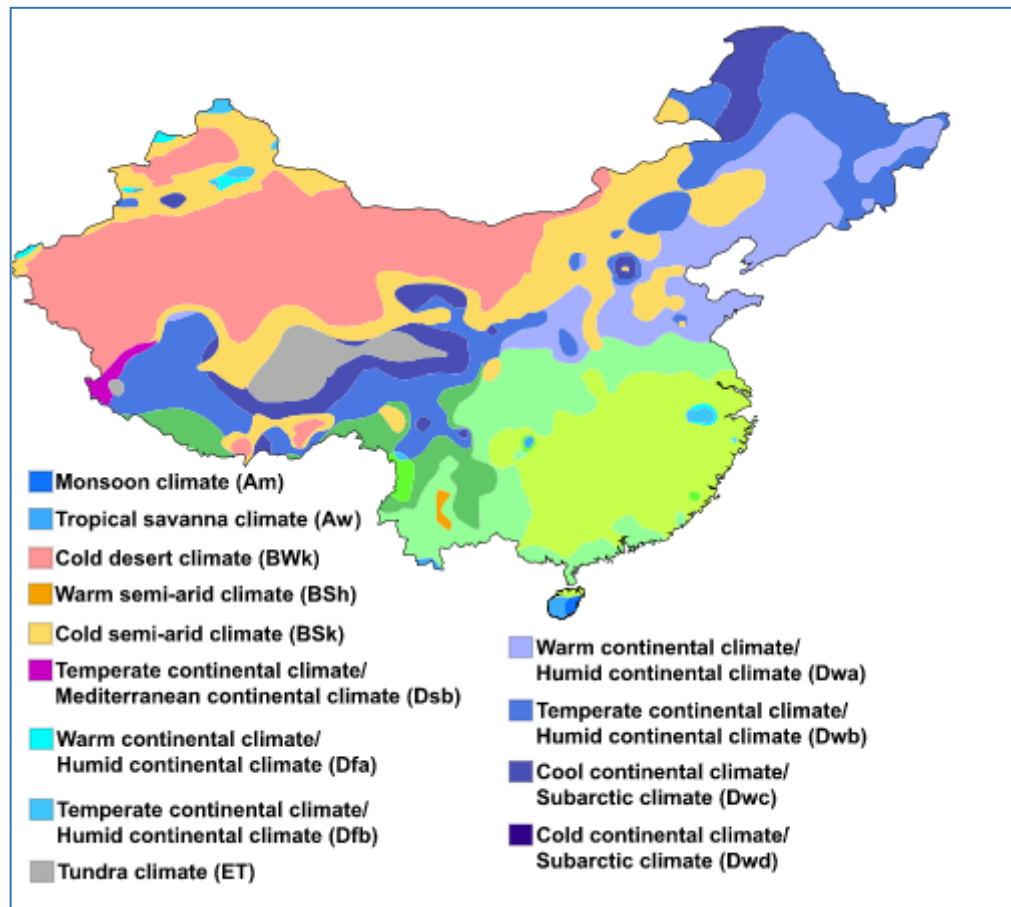 Monsoon climate (Am)
Tropical savanna climate (Aw)
Cold desert climate (BWk)
Warm semi-arid climate (BSh)
Cold semi-arid climate (BSk)
Temperate continental climate/
Mediterranean continental climate (Dsb)
Warm continental climate/
Humid continental climate (Dfa)
Temperate continental climate/
Humid continental climate (Dfb)
Tundra climate (ET)
Warm continental climate/
Humid continental climate (Dwa)
Temperate continental climate/
Humid continental climate (Dwb)
Cool continental climate/
Subarctic climate (Dwc)
Cold continental climate/
Subarctic climate (Dwd)